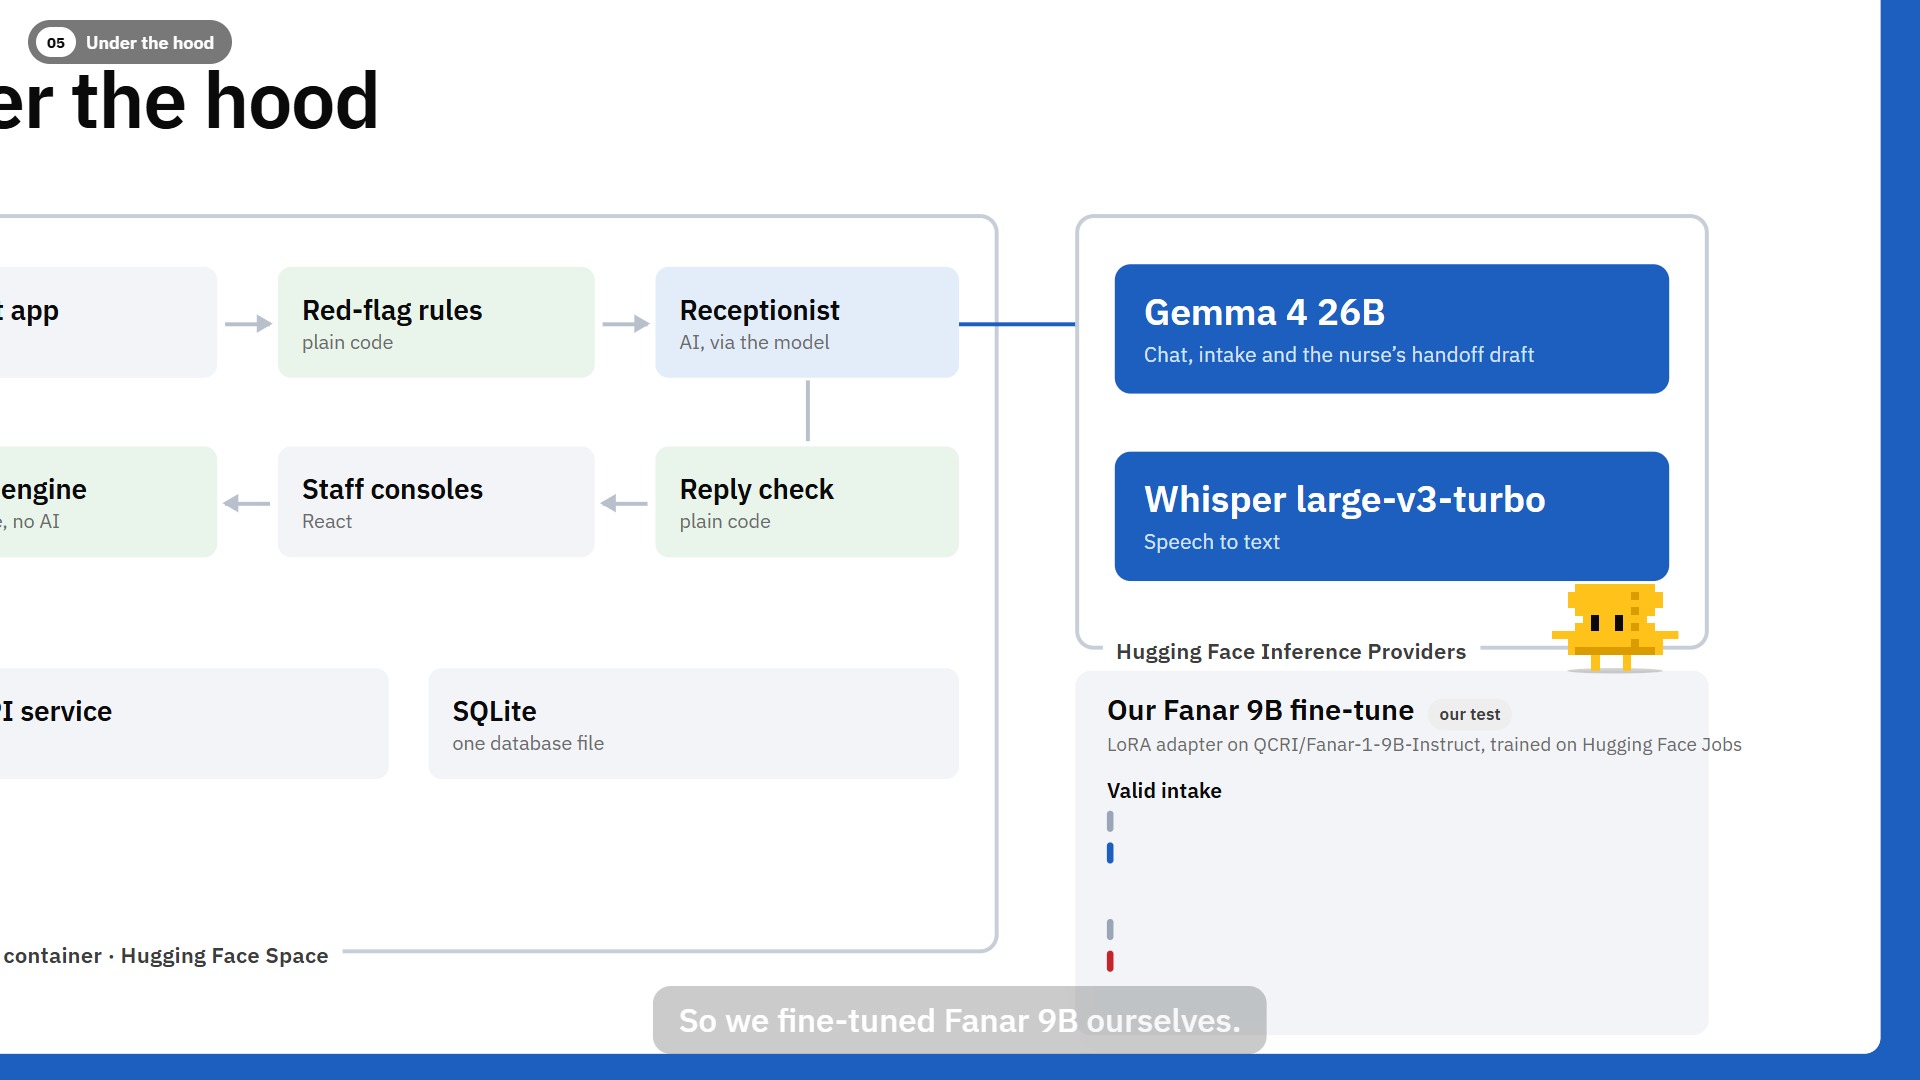 05 Under the hood
er the hood
t app
Red-flag rules
plain code
Receptionist
AI, via the model
Gemma 4 26B
Chat, intake and the nurse’s handoff draft
engine
e, no AI
Staff consoles
React
Reply check
plain code
Whisper large-v3-turbo
Speech to text
Hugging Face Inference Providers
PI service
SQLite
one database file
Our Fanar 9B fine-tune our test
LoRA adapter on QCRI/Fanar-1-9B-Instruct, trained on Hugging Face Jobs
Valid intake
container · Hugging Face Space
So we fine-tuned Fanar 9B ourselves.